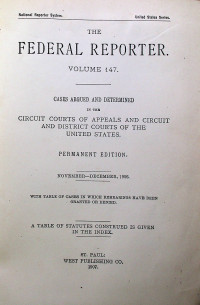 National Reporter System. United States Series.
THE
FEDERAL REPORTER.
VOLUME 147.
CASES ARGUED AND DETERMINED
IN THE
CIRCUIT COURTS OF APPEALS AND CIRCUIT
AND DISTRICT COURTS OF THE
UNITED STATES.
PERMANENT EDITION.
NOVEMBER—DECEMBER, 1906.
WITH TABLE OF CASES IN WHICH REHEARINGS HAVE BEEN
GRANTED OR DENIED.
A TABLE OF STATUTES CONSTRUED IS GIVEN
IN THE INDEX.
ST. PAUL:
WEST PUBLISHING CO.
1907.